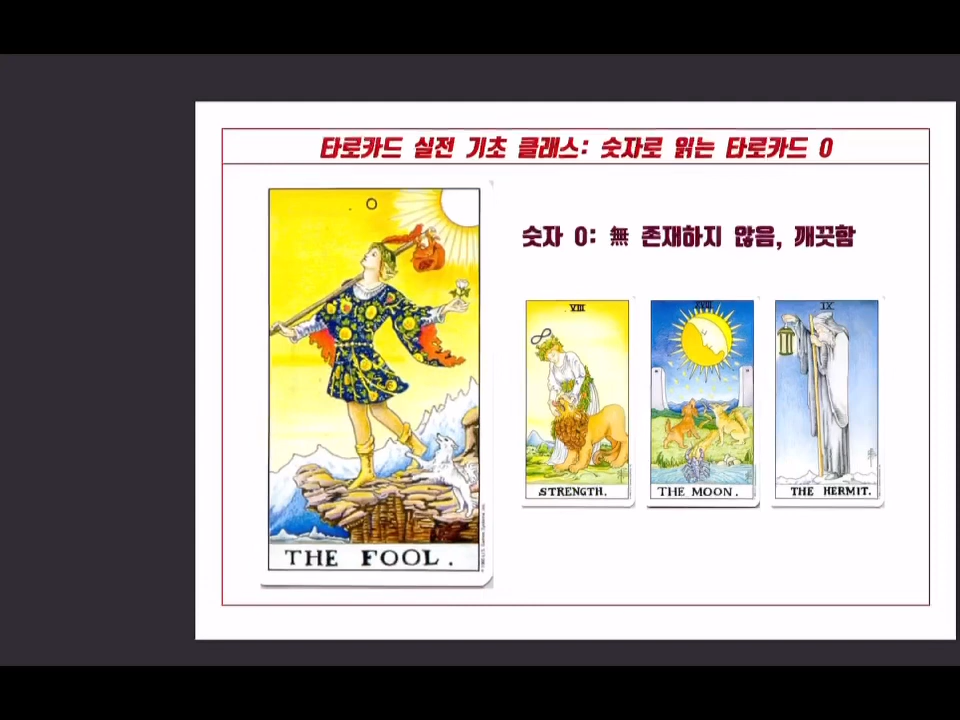 타로카드 실전 기초 클래스: 숫자로 읽는 타로카드 0
0
THE FOOL.
숫자 0: 無 존재하지 않음, 깨끗함
VIII
STRENGTH.
XVIII
THE MOON.
IX
THE HERMIT.